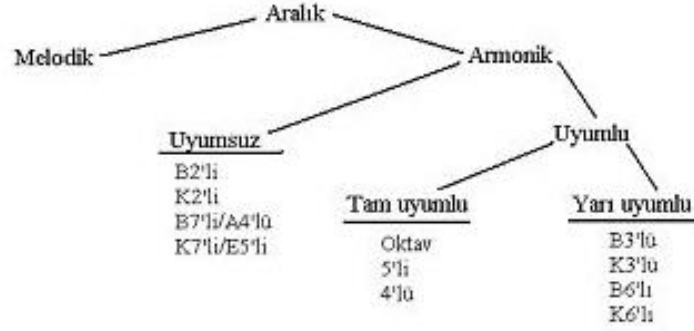 Aralık
Melodik
Armonik
Uyumsuz
B2'li
K2'li
B7'li/A4'lü
K7'li/E5'li
Uyumlu
Tam uyumlu
Oktav
5'li
4'lü
Yarı uyumlu
B3'lü
K3'lü
B6'lı
K6'lı